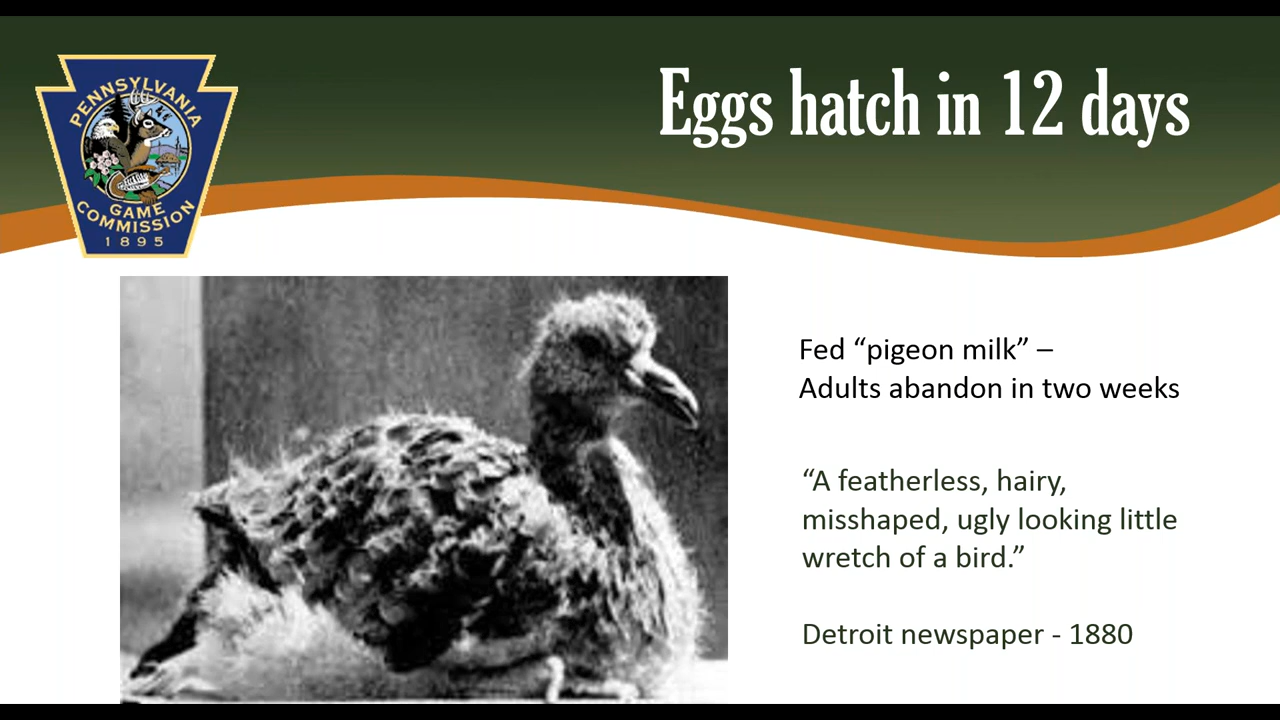 PENNSYLVANIA
GAME
COMMISSION
1895
Eggs hatch in 12 days
Fed “pigeon milk” –
Adults abandon in two weeks
“A featherless, hairy,
misshaped, ugly looking little
wretch of a bird.”
Detroit newspaper - 1880